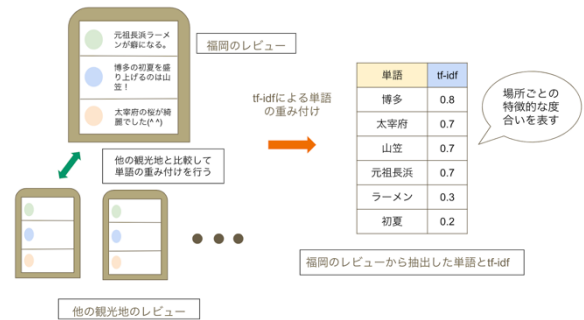 元祖長浜ラーメ
ンが癖になる。
博多の初夏を盛
り上げるのは山
笠！
太宰府の桜が綺
麗でした(^ ^)
福岡のレビュー
他の観光地と比較して
単語の重み付けを行う
他の観光地のレビュー
tf-idfによる単語
の重み付け
単語 tf-idf
博多 0.8
太宰府 0.7
山笠 0.7
元祖長浜 0.7
ラーメン 0.3
初夏 0.2
場所ごとの
特徴的な度
合いを表す
福岡のレビューから抽出した単語とtf-idf